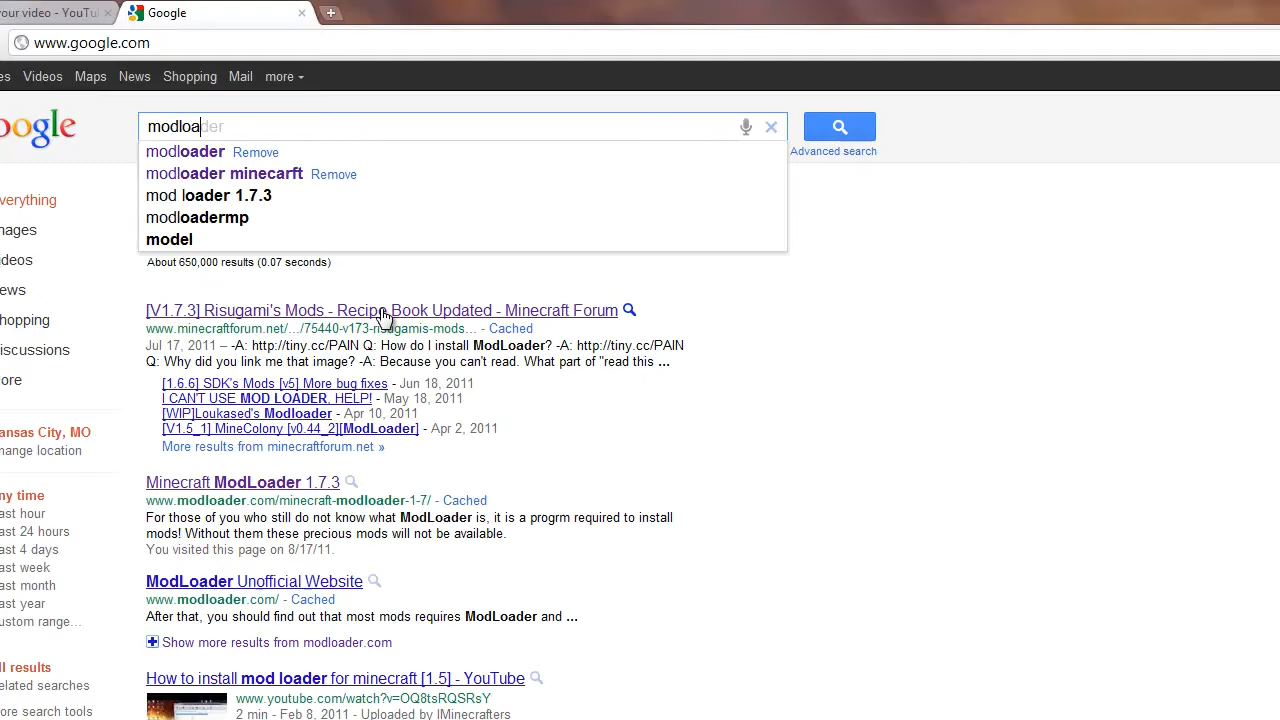 your video - YouTu
Google
www.google.com
es Videos Maps News Shopping Mail more
oogle
modloader
Advanced search
modloader Remove
modloader minecarft Remove
mod loader 1.7.3
modloadermp
model
About 650,000 results (0.07 seconds)
verything
mages
ideos
ews
hopping
iscussions
ore
ansas City, MO
hange location
ny time
ast hour
ast 24 hours
ast 4 days
ast week
ast month
ast year
ustom range...
ll results
elated searches
ore search tools
[V1.7.3] Risugami's Mods - Recipe Book Updated - Minecraft Forum
www.minecraftforum.net/.../75440-v173-risugamis-mods... - Cached
Jul 17, 2011 – -A: http://tiny.cc/PAIN Q: How do I install ModLoader? -A: http://tiny.cc/PAIN
Q: Why did you link me that image? -A: Because you can't read. What part of "read this ...
[1.6.6] SDK's Mods [v5] More bug fixes - Jun 18, 2011
I CAN'T USE MOD LOADER, HELP! - May 18, 2011
[WIP]Loukased's Modloader - Apr 10, 2011
[V1.5_1] MineColony [v0.44_2][ModLoader] - Apr 2, 2011
More results from minecraftforum.net »
Minecraft ModLoader 1.7.3
www.modloader.com/minecraft-modloader-1-7/ - Cached
For those of you who still do not know what ModLoader is, it is a progrm required to install
mods! Without them these precious mods will not be available.
You visited this page on 8/17/11.
ModLoader Unofficial Website
www.modloader.com/ - Cached
After that, you should find out that most mods requires ModLoader and ...
Show more results from modloader.com
How to install mod loader for minecraft [1.5] - YouTube
www.youtube.com/watch?v=OQ8tsRQSRsY
2 min - Feb 8, 2011 - Uploaded by IMinecrafters